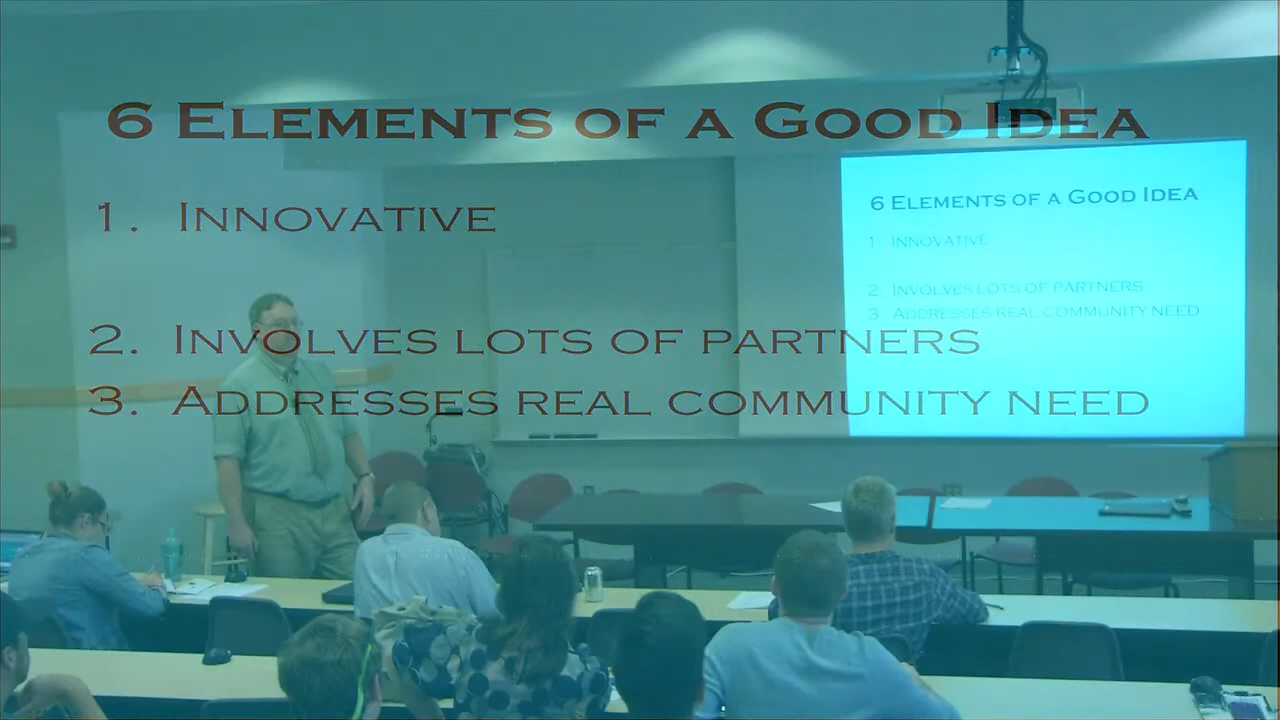 6 Elements of a Good Idea
1. Innovative
2. Involves lots of partners
3. Addresses real community need
6 Elements of a Good Idea
1 Innovative
2. Involves lots of partners
3 Addresses real community need